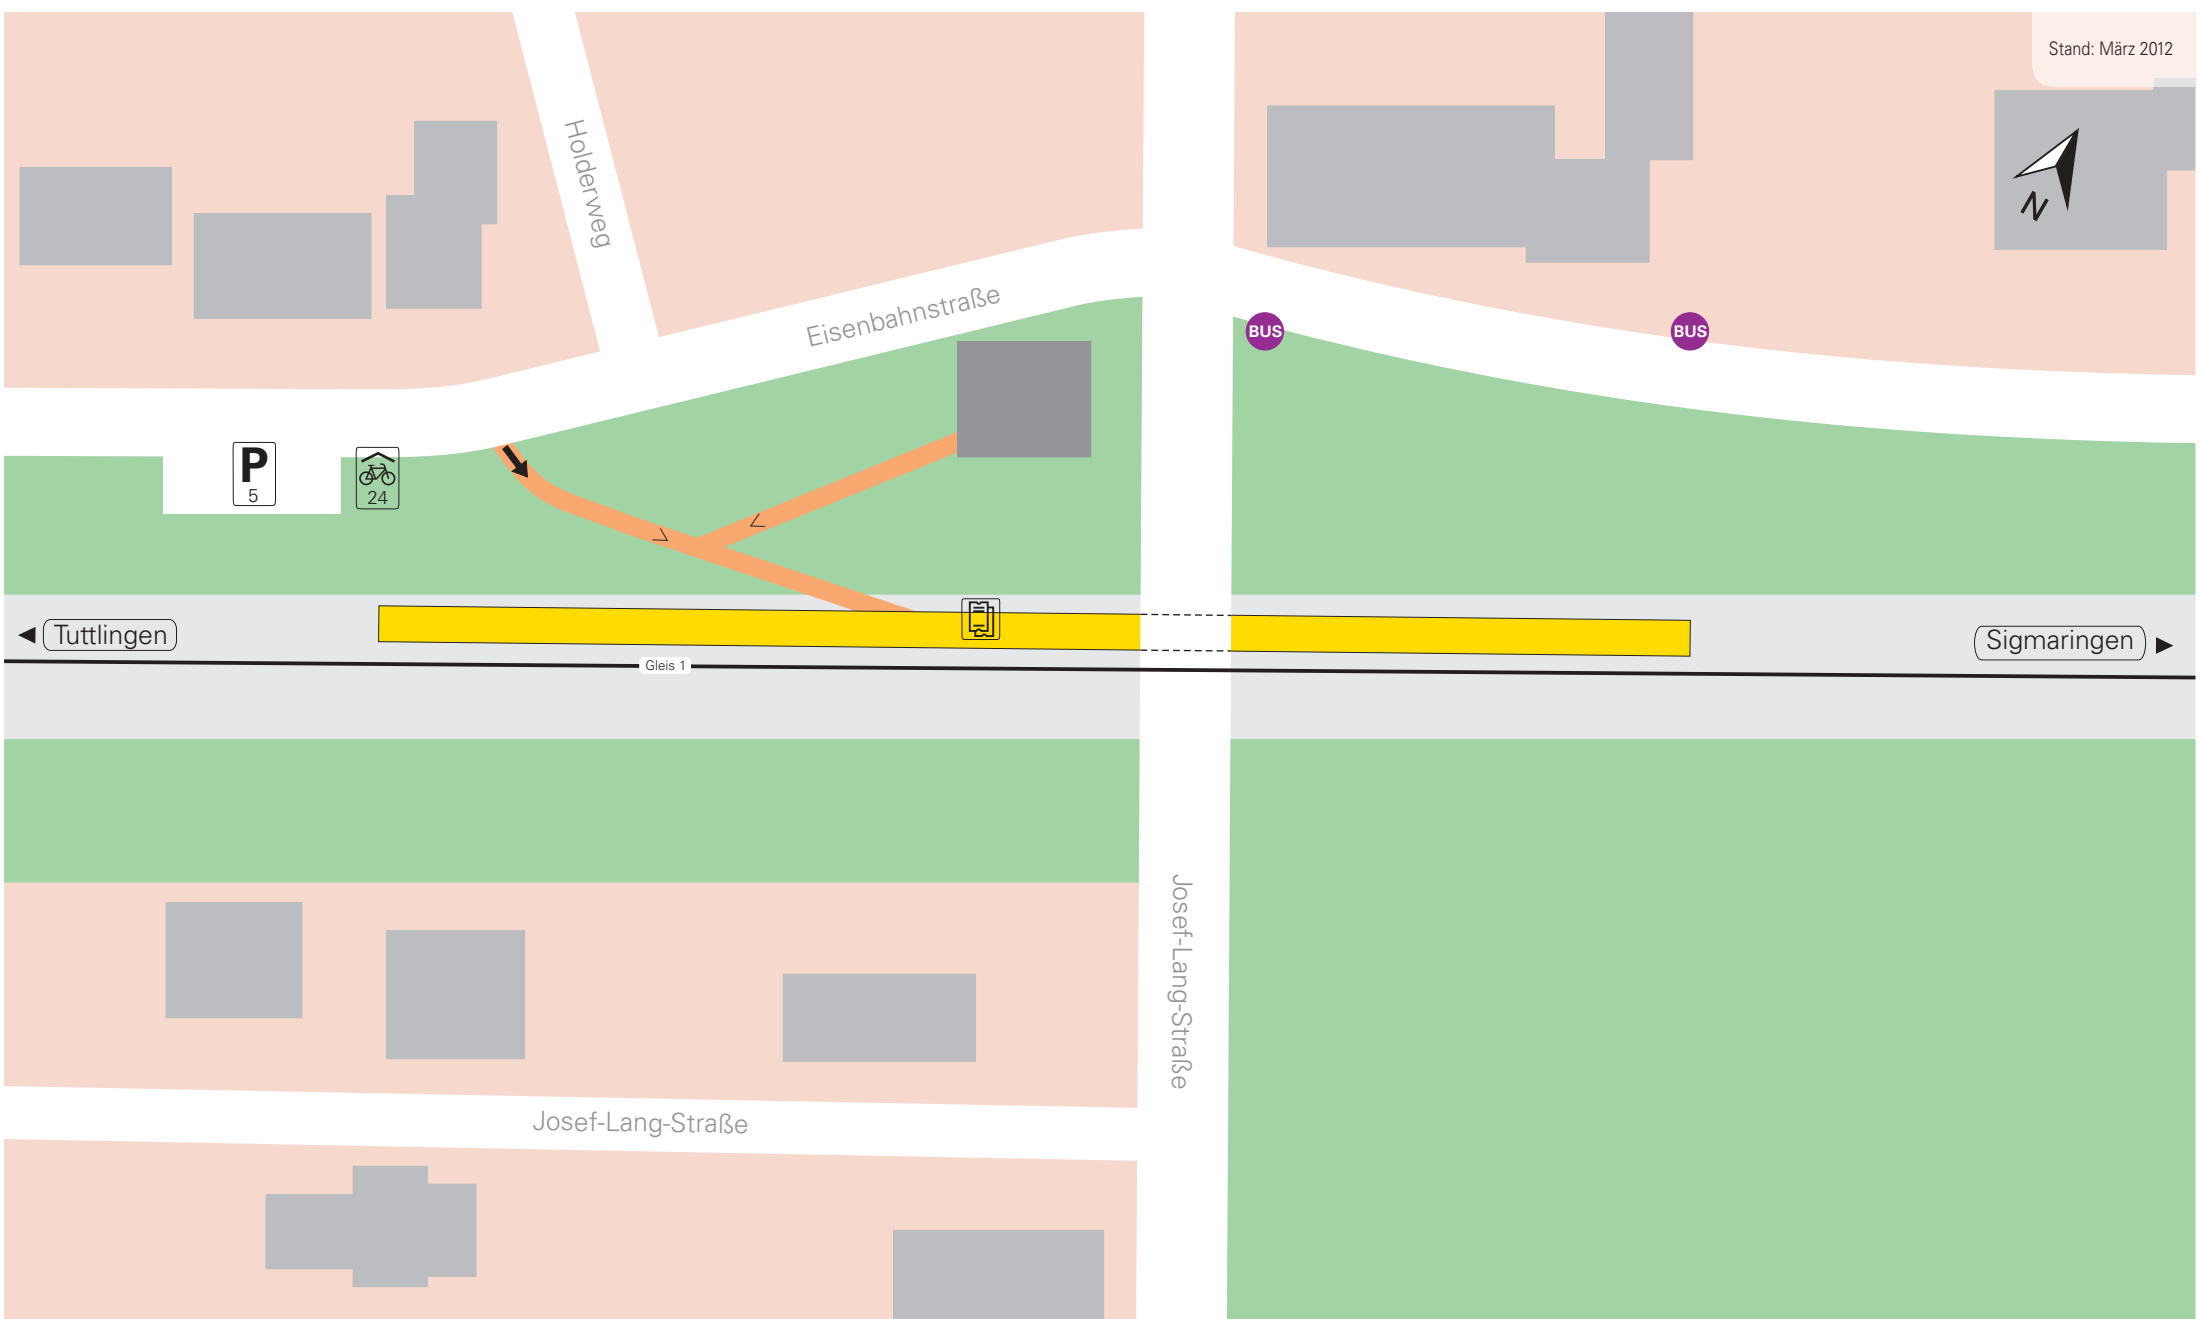 Stand: März 2012
Holderweg
N
Eisenbahnstraße
BUS
BUS
P
5
24
Tuttlingen
Sigmaringen
Gleis 1
Josef-Lang-Straße
Josef-Lang-Straße